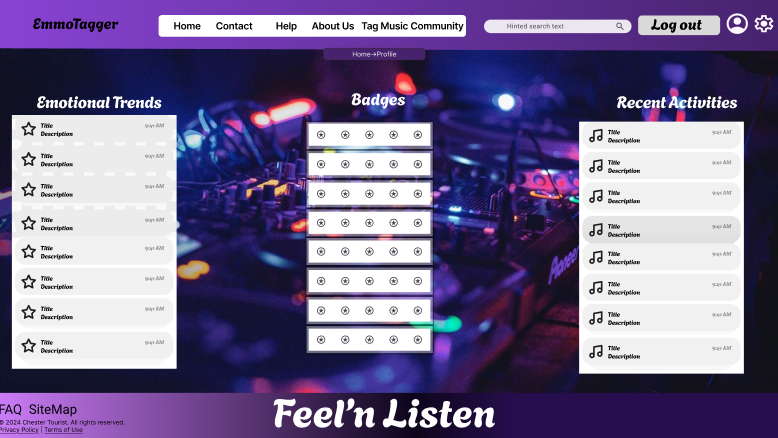 EmmoTagger
Home Contact Help About Us Tag Music Community
Hinted search text
Log out
Home→Profile
Emotional Trends
Title
Description
9:41 AM
Title
Description
9:41 AM
Title
Description
9:41 AM
Title
Description
9:41 AM
Title
Description
9:41 AM
Title
Description
9:41 AM
Title
Description
9:41 AM
Title
Description
9:41 AM
Badges
Recent Activities
Title
Description
9:41 AM
Title
Description
9:41 AM
Title
Description
9:41 AM
Title
Description
9:41 AM
Title
Description
9:41 AM
Title
Description
9:41 AM
Title
Description
9:41 AM
Title
Description
9:41 AM
Pioneer
FAQ SiteMap
© 2024 Chester Tourist. All rights reserved.
Privacy Policy | Terms of Use
Feel'n Listen